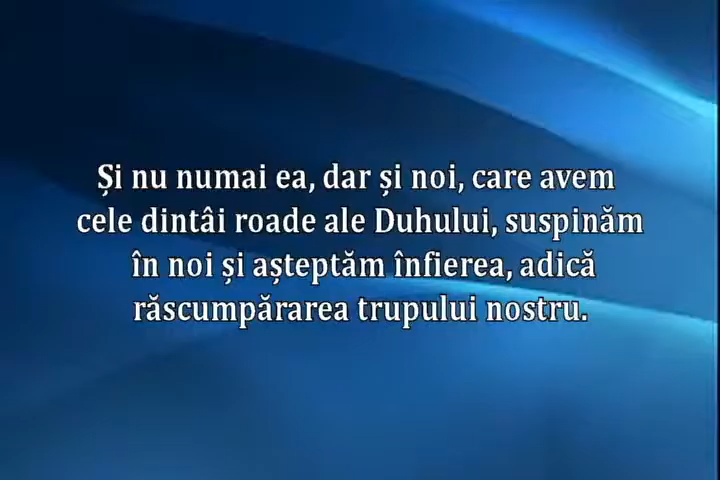 Și nu numai ea, dar și noi, care avem
cele dintâi roade ale Duhului, suspinăm
în noi și așteptăm înfierea, adică
răscumpărarea trupului nostru.